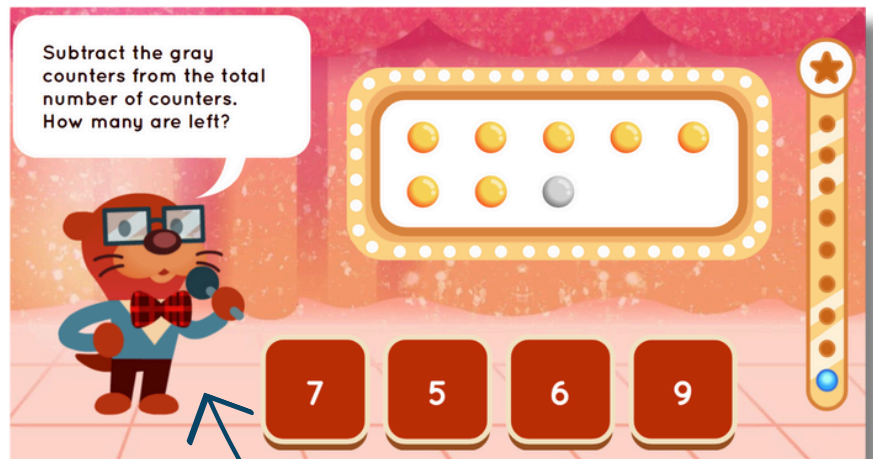 Subtract the gray
counters from the total
number of counters.
How many are left?
7 5 6 9